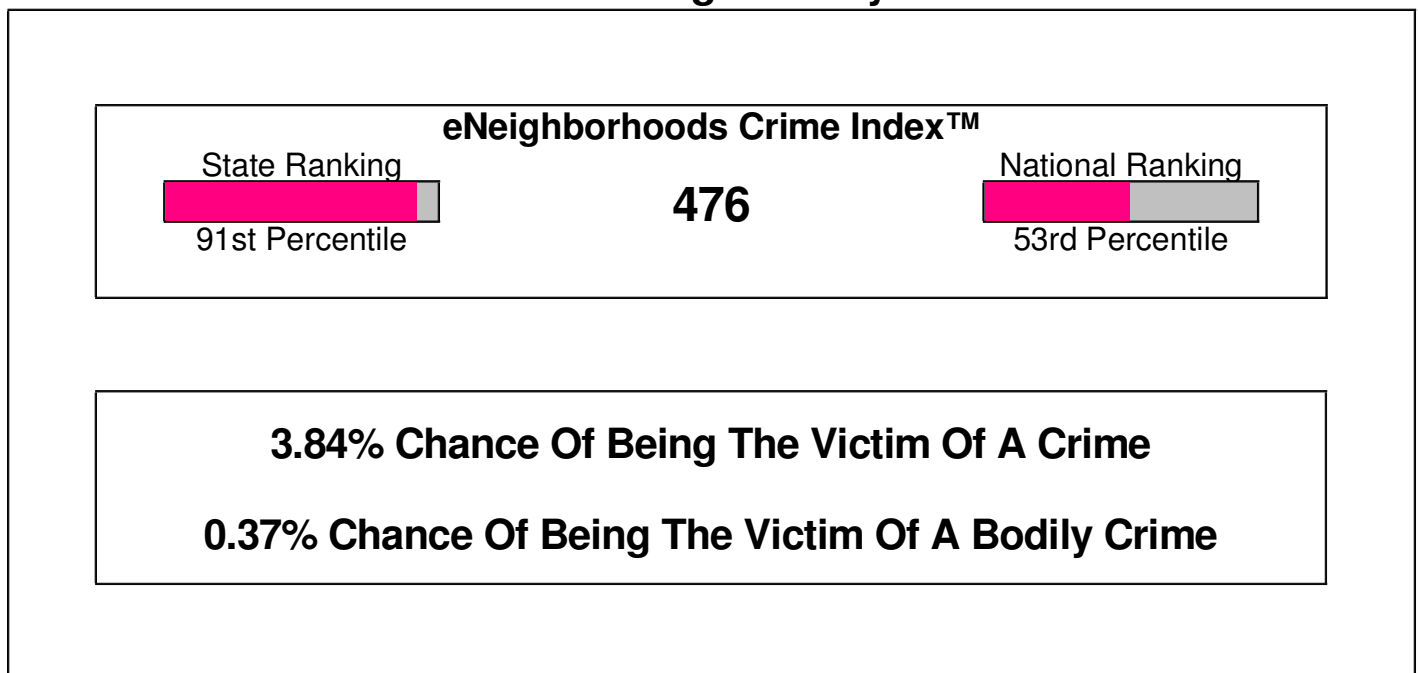 eNeighborhoods Crime Index™
State Ranking
476
National Ranking
91st Percentile
53rd Percentile
3.84% Chance Of Being The Victim Of A Crime
0.37% Chance Of Being The Victim Of A Bodily Crime